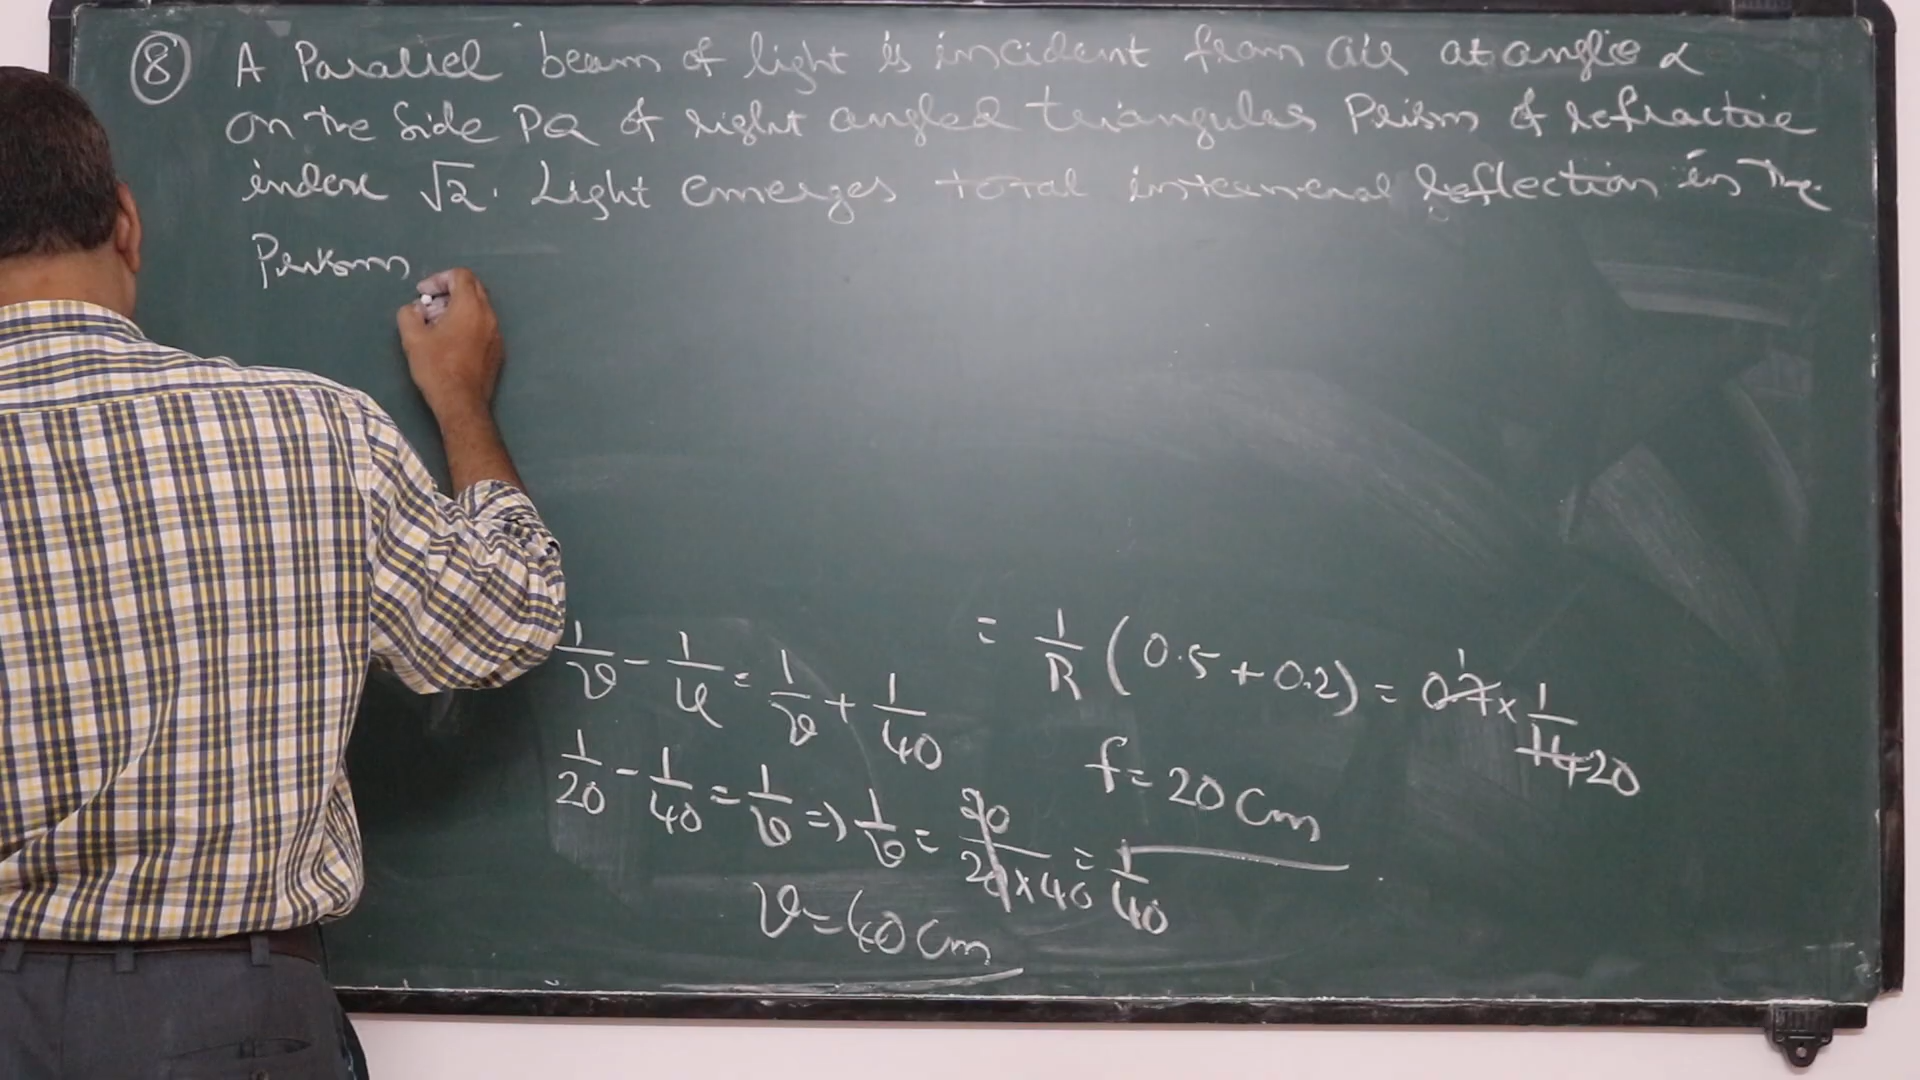 ⑧ A Parallel beam of light is incident from air at angle α
on the Side PQ of right angled triangular Prism of refractive
index √2. Light emerges total internal reflection in the
Prism
1/v - 1/u = 1/v + 1/40
1/20 - 1/40 = 1/v => 1/v = 20/20×40 = 1/40
v = 40 cm
= 1/R (0.5 + 0.2) = 0.7 × 1/14 20
f = 20 cm